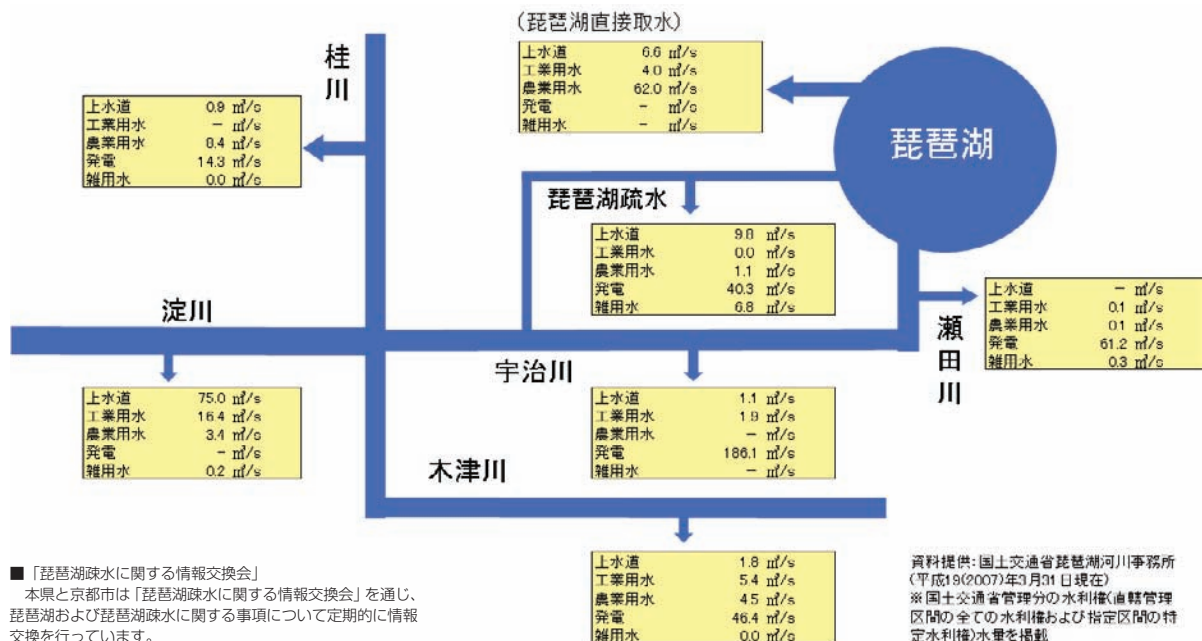 (琵琶湖直接取水)
上水道 6.6 ㎥/s
工業用水 4.0 ㎥/s
農業用水 62.0 ㎥/s
発電 - ㎥/s
雑用水 - ㎥/s
桂川
上水道 0.9 ㎥/s
工業用水 - ㎥/s
農業用水 8.4 ㎥/s
発電 14.3 ㎥/s
雑用水 0.0 ㎥/s
琵琶湖
琵琶湖疏水
上水道 9.8 ㎥/s
工業用水 0.0 ㎥/s
農業用水 1.1 ㎥/s
発電 40.3 ㎥/s
雑用水 6.8 ㎥/s
瀬田川
上水道 - ㎥/s
工業用水 0.1 ㎥/s
農業用水 0.1 ㎥/s
発電 61.2 ㎥/s
雑用水 0.3 ㎥/s
淀川
上水道 75.0 ㎥/s
工業用水 16.4 ㎥/s
農業用水 3.4 ㎥/s
発電 - ㎥/s
雑用水 0.2 ㎥/s
宇治川
上水道 1.1 ㎥/s
工業用水 1.9 ㎥/s
農業用水 - ㎥/s
発電 186.1 ㎥/s
雑用水 - ㎥/s
木津川
上水道 1.8 ㎥/s
工業用水 5.4 ㎥/s
農業用水 4.5 ㎥/s
発電 46.4 ㎥/s
雑用水 0.0 ㎥/s
■「琵琶湖疎水に関する情報交換会」
本県と京都市は「琵琶湖疎水に関する情報交換会」を通じ、
琵琶湖および琵琶湖疎水に関する事項について定期的に情報
交換を行っています。
資料提供:国土交通省琵琶湖河川事務所
(平成19(2007)年3月31日現在)
※国土交通省管理分の水利権(直轄管理
区間の全ての水利権および指定区間の特
定水利権)水量を掲載